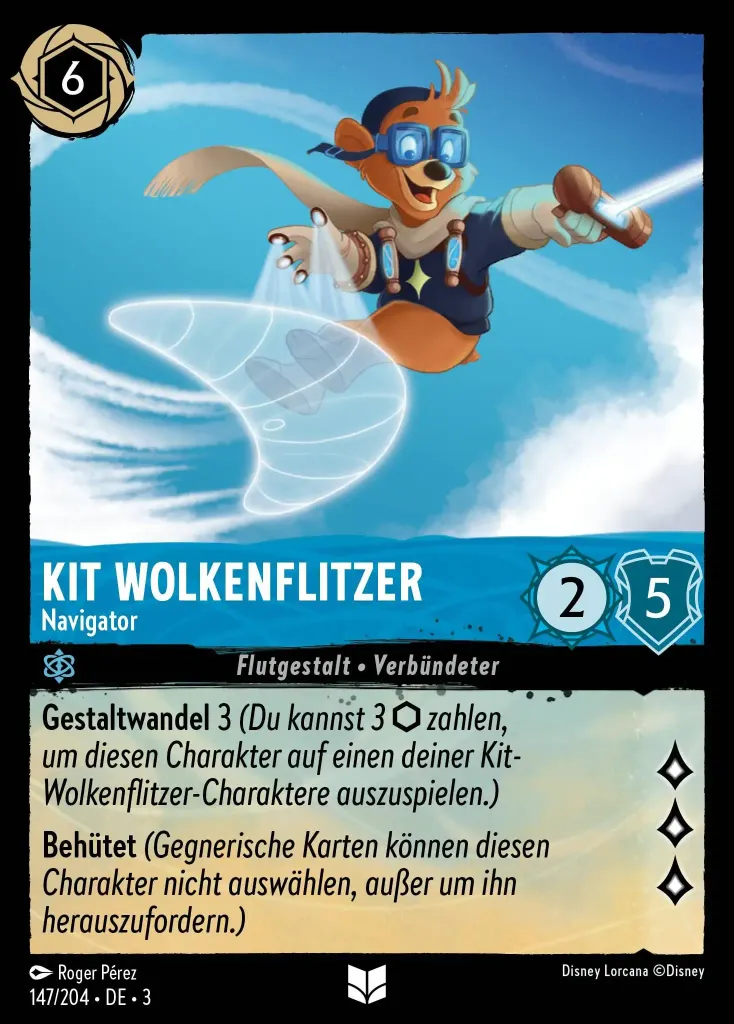 6
KIT WOLKENFLITZER
Navigator
2
5
Flutgestalt • Verbündeter
Gestaltwandel 3 (Du kannst 3 ⬡ zahlen,
um diesen Charakter auf einen deiner Kit-
Wolkenflitzer-Charaktere auszuspielen.)
Behütet (Gegnerische Karten können diesen
Charakter nicht auswählen, außer um ihn
herauszufordern.)
Roger Pérez
Disney Lorcana ©Disney
147/204 • DE • 3